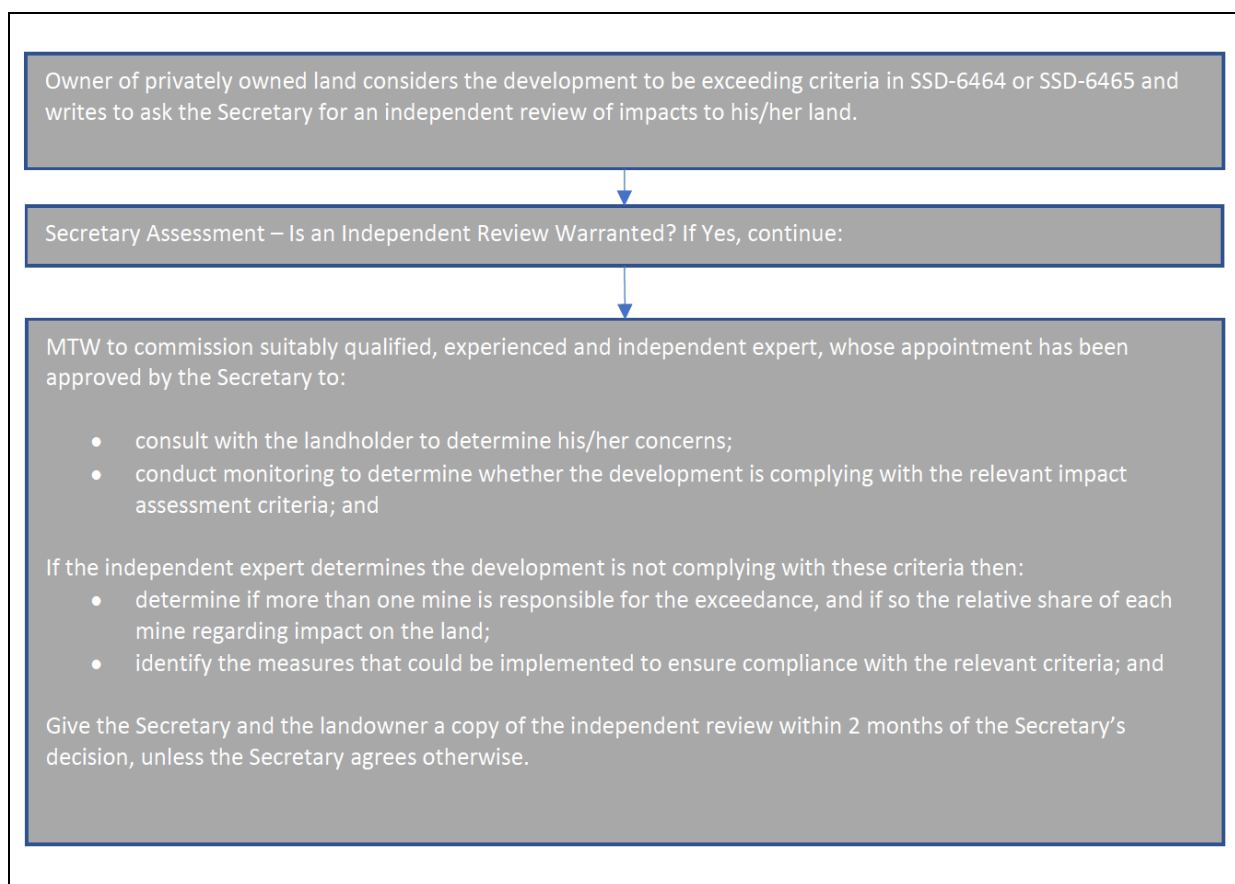 Owner of privately owned land considers the development to be exceeding criteria in SSD-6464 or SSD-6465 and
writes to ask the Secretary for an independent review of impacts to his/her land.
Secretary Assessment – Is an Independent Review Warranted? If Yes, continue:
MTW to commission suitably qualified, experienced and independent expert, whose appointment has been
approved by the Secretary to:
• consult with the landholder to determine his/her concerns;
• conduct monitoring to determine whether the development is complying with the relevant impact
assessment criteria; and
If the independent expert determines the development is not complying with these criteria then:
• determine if more than one mine is responsible for the exceedance, and if so the relative share of each
mine regarding impact on the land;
• identify the measures that could be implemented to ensure compliance with the relevant criteria; and
Give the Secretary and the landowner a copy of the independent review within 2 months of the Secretary’s
decision, unless the Secretary agrees otherwise.